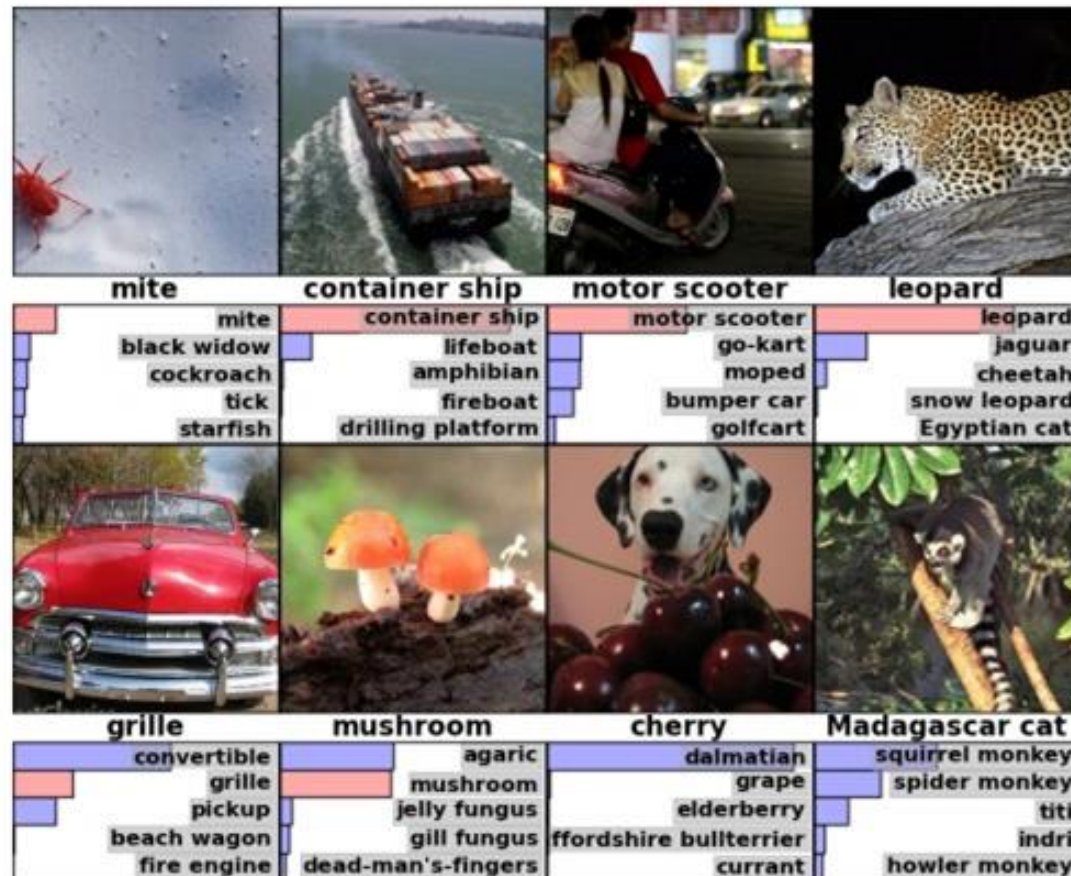 mite
container ship
motor scooter
leopard
mite
black widow
cockroach
tick
starfish
container ship
lifeboat
amphibian
fireboat
drilling platform
motor scooter
go-kart
moped
bumper car
golfcart
leopard
jaguar
cheetah
snow leopard
Egyptian cat
grille
mushroom
cherry
Madagascar cat
convertible
grille
pickup
beach wagon
fire engine
agaric
mushroom
jelly fungus
gill fungus
dead-man's-fingers
dalmatian
grape
elderberry
ffordshire bullterrier
currant
squirrel monkey
spider monkey
titi
indri
howler monkey